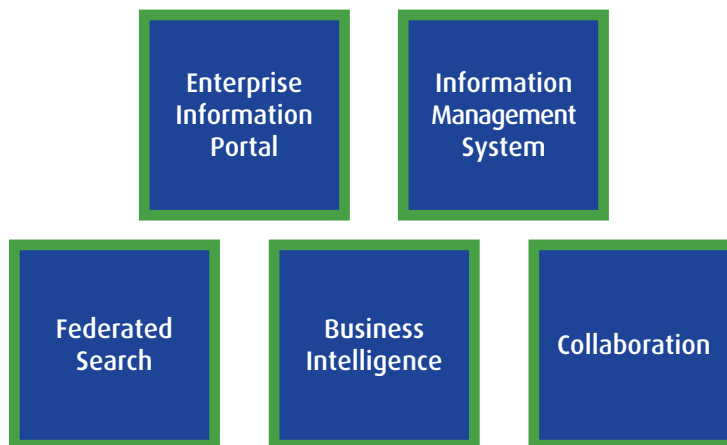 Enterprise
Information
Portal
Information
Management
System
Federated
Search
Business
Intelligence
Collaboration